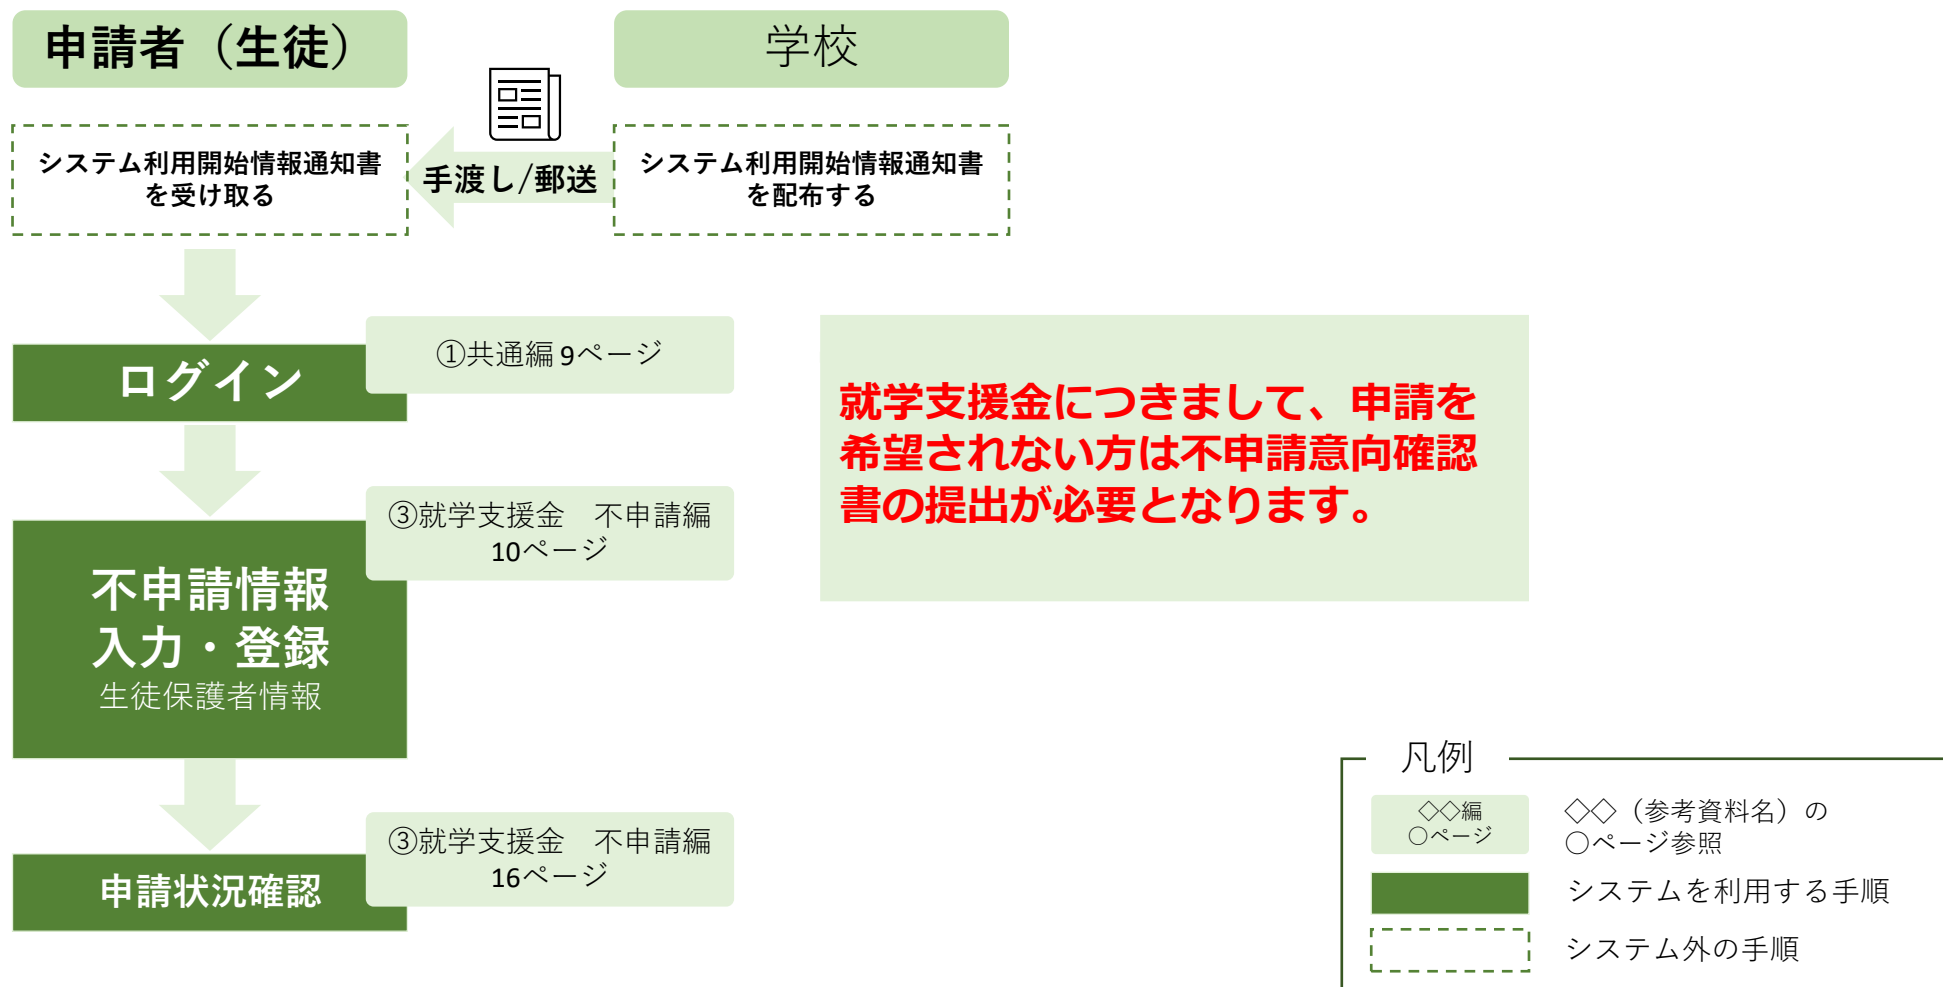 申請者（生徒）
学校
システム利用開始情報通知書
を受け取る
手渡し/郵送
システム利用開始情報通知書
を配布する
ログイン
①共通編 9ページ
就学支援金につきまして、申請を
希望されない方は不申請意向確認
書の提出が必要となります。
不申請情報
入力・登録
生徒保護者情報
③就学支援金　不申請編
10ページ
申請状況確認
③就学支援金　不申請編
16ページ
凡例
◇◇編
○ページ
◇◇（参考資料名）の
○ページ参照
システムを利用する手順
システム外の手順